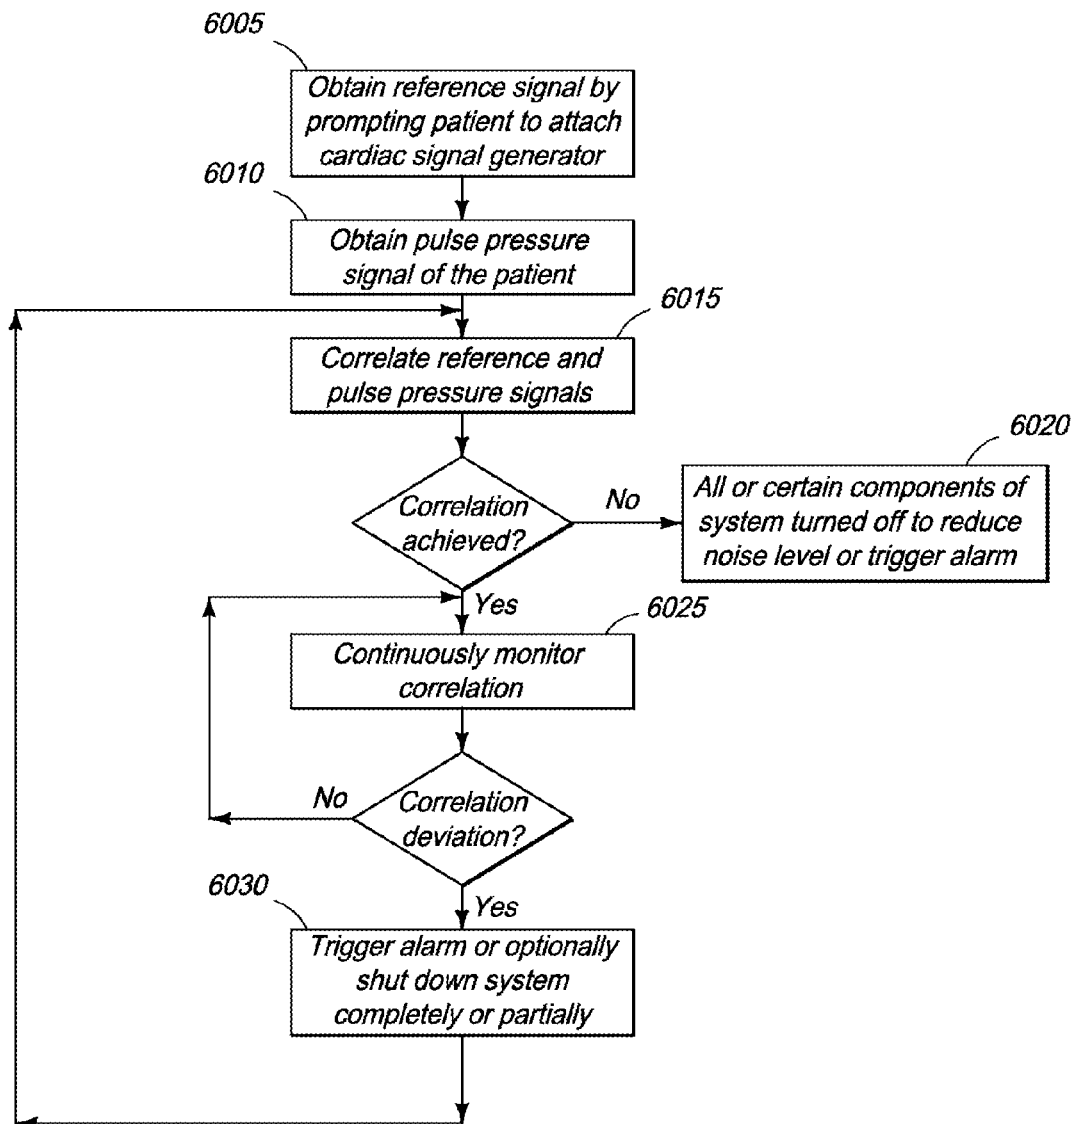 6005
Obtain reference signal by
prompting patient to attach
cardiac signal generator
6010
Obtain pulse pressure
signal of the patient
6015
Correlate reference and
pulse pressure signals
Correlation
achieved?
No
6020
All or certain components of
system turned off to reduce
noise level or trigger alarm
Yes
6025
Continuously monitor
correlation
Correlation
deviation?
No
Yes
6030
Trigger alarm or optionally
shut down system
completely or partially